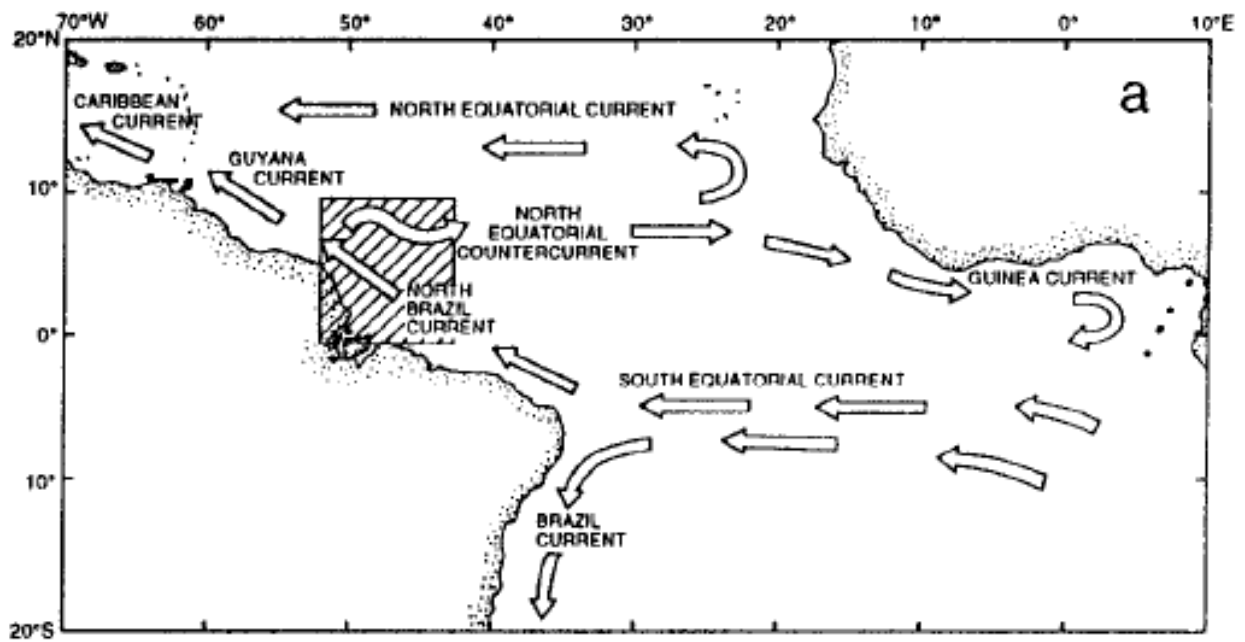 70°W 60° 50° 40° 30° 20° 10° 0° 10°E
20°N
a
CARIBBEAN
CURRENT
NORTH EQUATORIAL CURRENT
GUYANA
CURRENT
10°
NORTH
EQUATORIAL
COUNTERCURRENT
GUINEA CURRENT
NORTH
BRAZIL
CURRENT
0°
SOUTH EQUATORIAL CURRENT
10°
BRAZIL
CURRENT
20°S